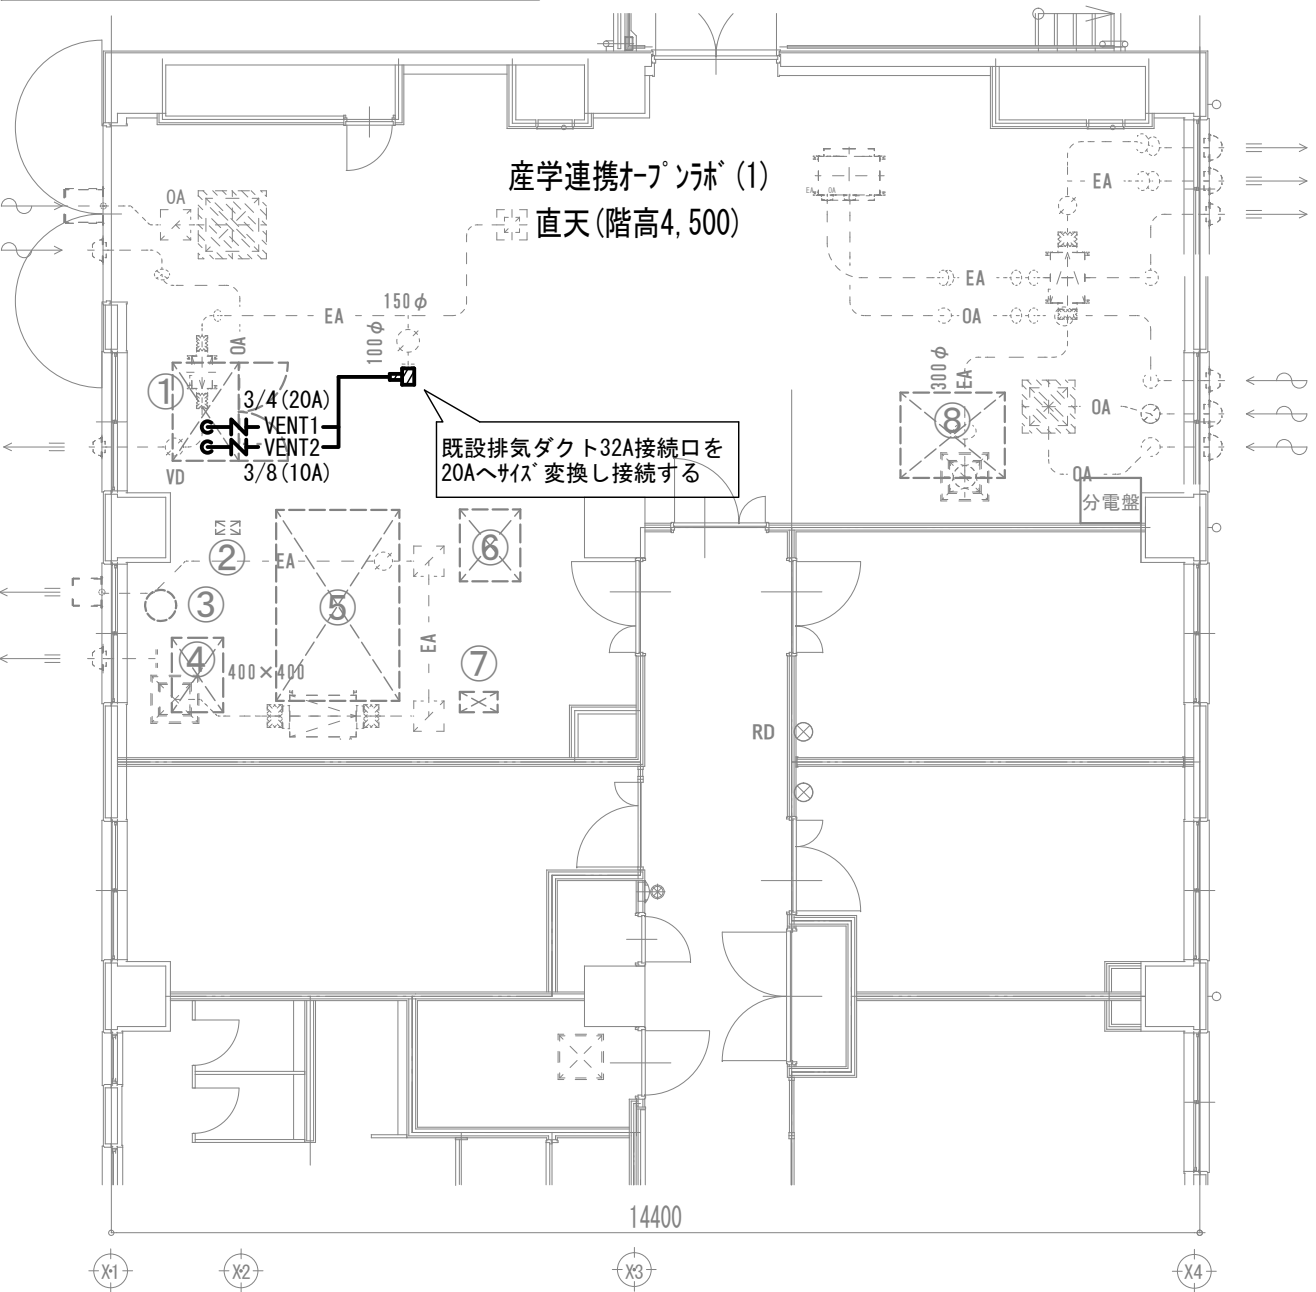 産学連携ｵｰﾌﾟﾝﾗﾎﾞ(1)
直天(階高4,500)
OA
EA
OA
150φ
100φ
EA
OA
EA
EA
OA
300φ
EA
OA
OA
①
3/4(20A)
VENT1
VENT2
3/8(10A)
VD
既設排気ダクト32A接続口を
20Aへｻｲｽﾞ変換し接続する
⑧
分電盤
②
EA
⑥
③
⑤
EA
④
400×400
⑦
RD
14400
X1
X2
X3
X4